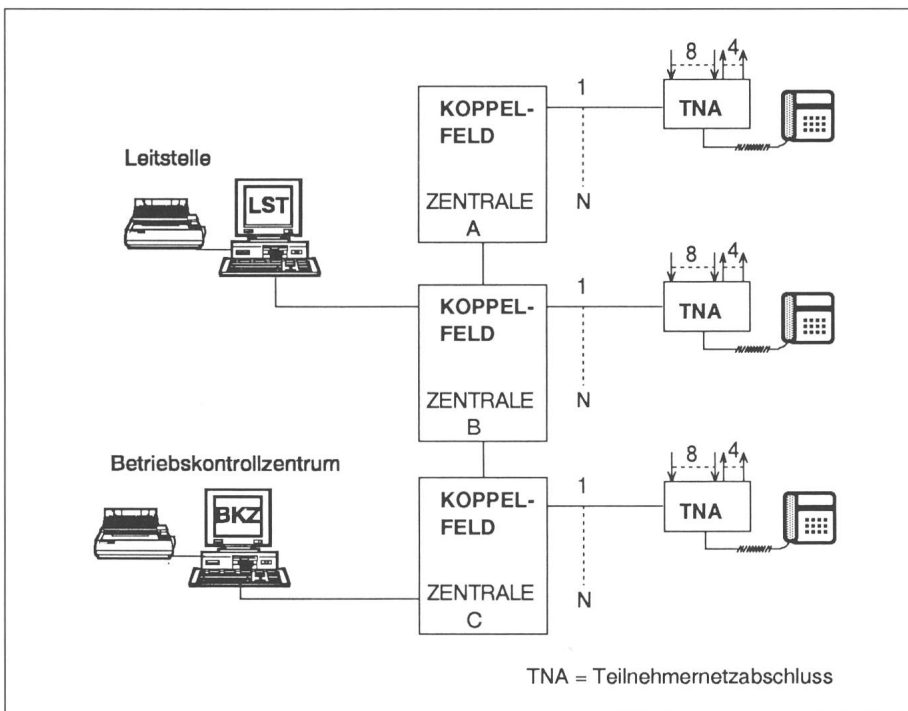 8 4
1
KOPPEL-
FELD
TNA
Leitstelle
LST
ZENTRALE
A
N
8 4
1
KOPPEL-
FELD
TNA
ZENTRALE
B
N
Betriebskontrollzentrum
8 4
1
KOPPEL-
FELD
TNA
BKZ
ZENTRALE
C
N
TNA = Teilnehmernetzabschluss